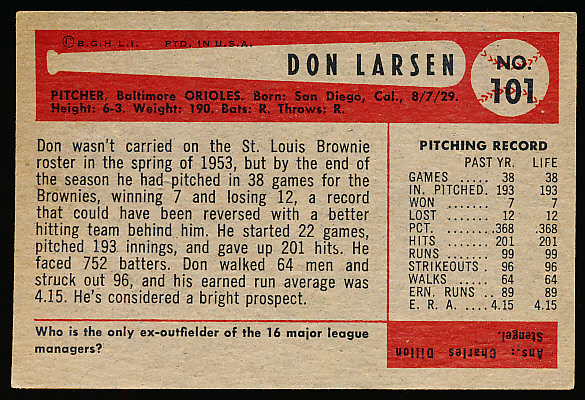 © B.G.H.L.I. PTD. IN U.S.A.
DON LARSEN
NO.
101
PITCHER, Baltimore ORIOLES. Born: San Diego, Cal., 8/7/29.
Height: 6-3. Weight: 190. Bats: R. Throws: R.
Don wasn't carried on the St. Louis Brownie
roster in the spring of 1953, but by the end of
the season he had pitched in 38 games for the
Brownies, winning 7 and losing 12, a record
that could have been reversed with a better
hitting team behind him. He started 22 games,
pitched 193 innings, and gave up 201 hits. He
faced 752 batters. Don walked 64 men and
struck out 96, and his earned run average was
4.15. He's considered a bright prospect.
PITCHING RECORD
PAST YR. LIFE
GAMES ..... 38 38
IN. PITCHED. 193 193
WON ....... 7 7
LOST ...... 12 12
PCT. ...... .368 .368
HITS ...... 201 201
RUNS ...... 99 99
STRIKEOUTS . 96 96
WALKS ..... 64 64
ERN. RUNS .. 89 89
E. R. A. .... 4.15 4.15
Who is the only ex-outfielder of the 16 major league
managers?
Ans.: Charles Dillon
Stengel.